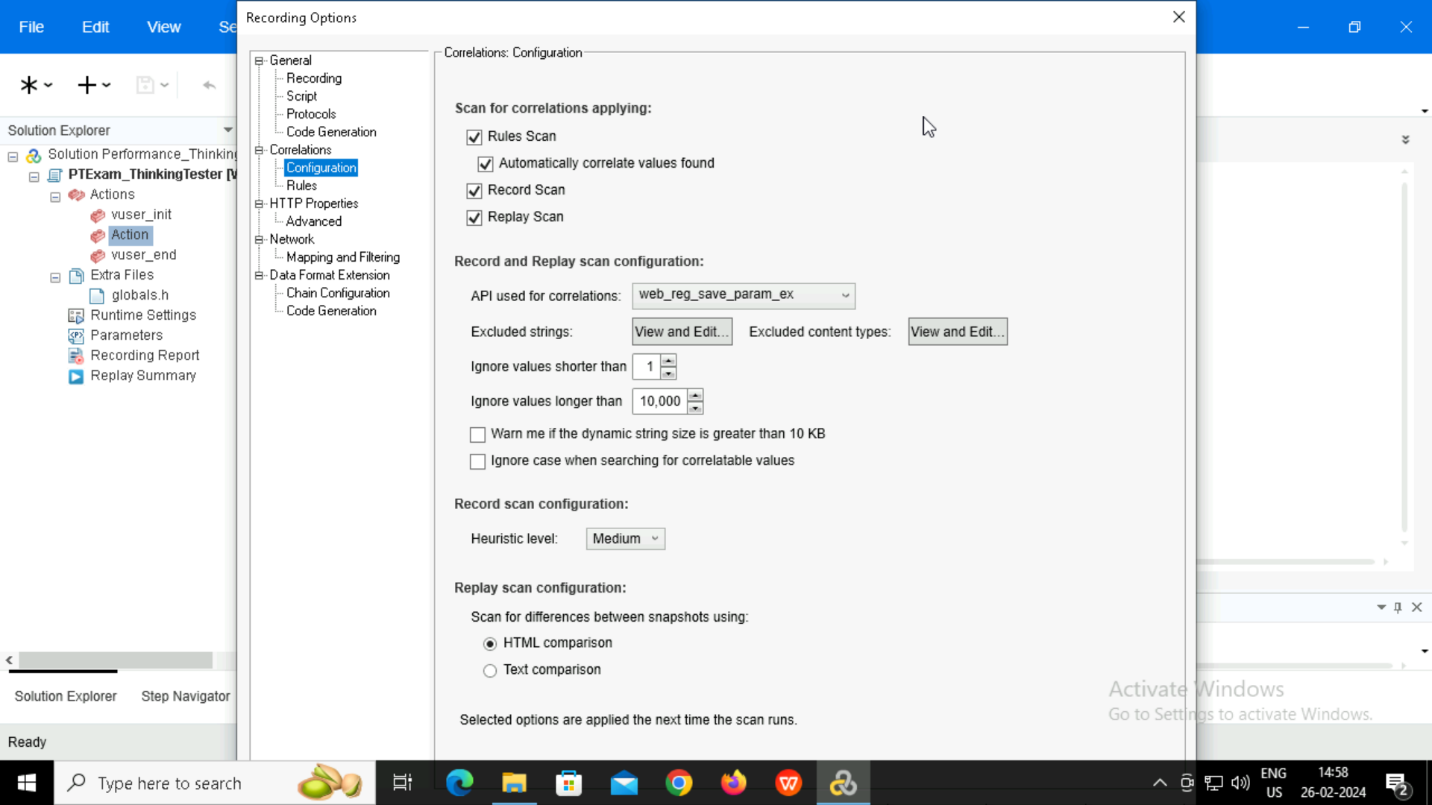 Recording Options
File Edit View Se
Solution Explorer
Solution Performance_Thinking
PTExam_ThinkingTester [V
Actions
vuser_init
Action
vuser_end
Extra Files
globals.h
Runtime Settings
Parameters
Recording Report
Replay Summary
Solution Explorer Step Navigator
Ready
General
Recording
Script
Protocols
Code Generation
Correlations
Configuration
Rules
HTTP Properties
Advanced
Network
Mapping and Filtering
Data Format Extension
Chain Configuration
Code Generation
Correlations: Configuration
Scan for correlations applying:
Rules Scan
Automatically correlate values found
Record Scan
Replay Scan
Record and Replay scan configuration:
API used for correlations: web_reg_save_param_ex
Excluded strings: View and Edit... Excluded content types: View and Edit...
Ignore values shorter than 1
Ignore values longer than 10,000
Warn me if the dynamic string size is greater than 10 KB
Ignore case when searching for correlatable values
Record scan configuration:
Heuristic level: Medium
Replay scan configuration:
Scan for differences between snapshots using:
HTML comparison
Text comparison
Selected options are applied the next time the scan runs.
Activate Windows
Go to Settings to activate Windows.
Type here to search
ENG
US
14:58
26-02-2024
2